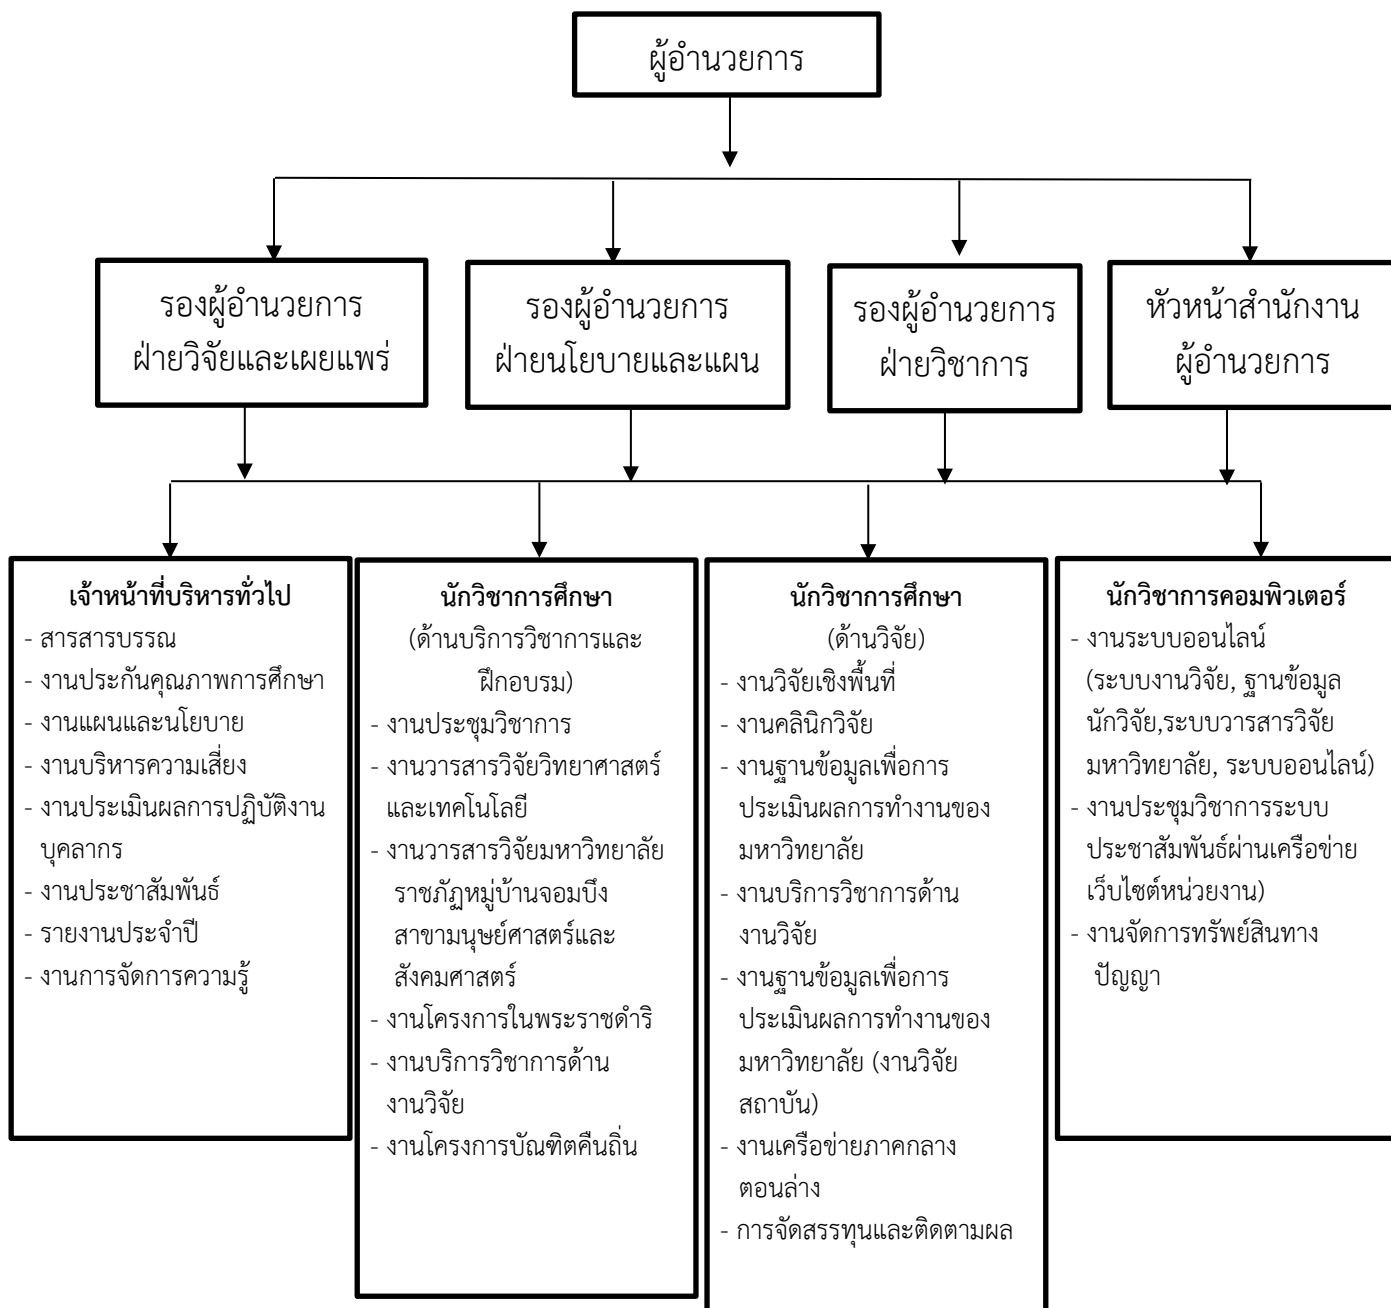 ผู้อำนวยการ
รองผู้อำนวยการ
ฝ่ายวิจัยและเผยแพร่
รองผู้อำนวยการ
ฝ่ายนโยบายและแผน
รองผู้อำนวยการ
ฝ่ายวิชาการ
หัวหน้าสำนักงาน
ผู้อำนวยการ
เจ้าหน้าที่บริหารทั่วไป
- สารสารบรรณ
- งานประกันคุณภาพการศึกษา
- งานแผนและนโยบาย
- งานบริหารความเสี่ยง
- งานประเมินผลการปฏิบัติงาน
บุคลากร
- งานประชาสัมพันธ์
- รายงานประจำปี
- งานการจัดการความรู้
นักวิชาการศึกษา
(ด้านบริการวิชาการและ
ฝึกอบรม)
- งานประชุมวิชาการ
- งานวารสารวิจัยวิทยาศาสตร์
และเทคโนโลยี
- งานวารสารวิจัยมหาวิทยาลัย
ราชภัฏหมู่บ้านจอมบึง
สาขามนุษย์ศาสตร์และ
สังคมศาสตร์
- งานโครงการในพระราชดำริ
- งานบริการวิชาการด้าน
งานวิจัย
- งานโครงการบัณฑิตคืนถิ่น
นักวิชาการศึกษา
(ด้านวิจัย)
- งานวิจัยเชิงพื้นที่
- งานคลินิกวิจัย
- งานฐานข้อมูลเพื่อการ
ประเมินผลการทำงานของ
มหาวิทยาลัย
- งานบริการวิชาการด้าน
งานวิจัย
- งานฐานข้อมูลเพื่อการ
ประเมินผลการทำงานของ
มหาวิทยาลัย (งานวิจัย
สถาบัน)
- งานเครือข่ายภาคกลาง
ตอนล่าง
- การจัดสรรทุนและติดตามผล
นักวิชาการคอมพิวเตอร์
- งานระบบออนไลน์
(ระบบงานวิจัย, ฐานข้อมูล
นักวิจัย,ระบบวารสารวิจัย
มหาวิทยาลัย, ระบบออนไลน์)
- งานประชุมวิชาการระบบ
ประชาสัมพันธ์ผ่านเครือข่าย
เว็บไซต์หน่วยงาน)
- งานจัดการทรัพย์สินทาง
ปัญญา